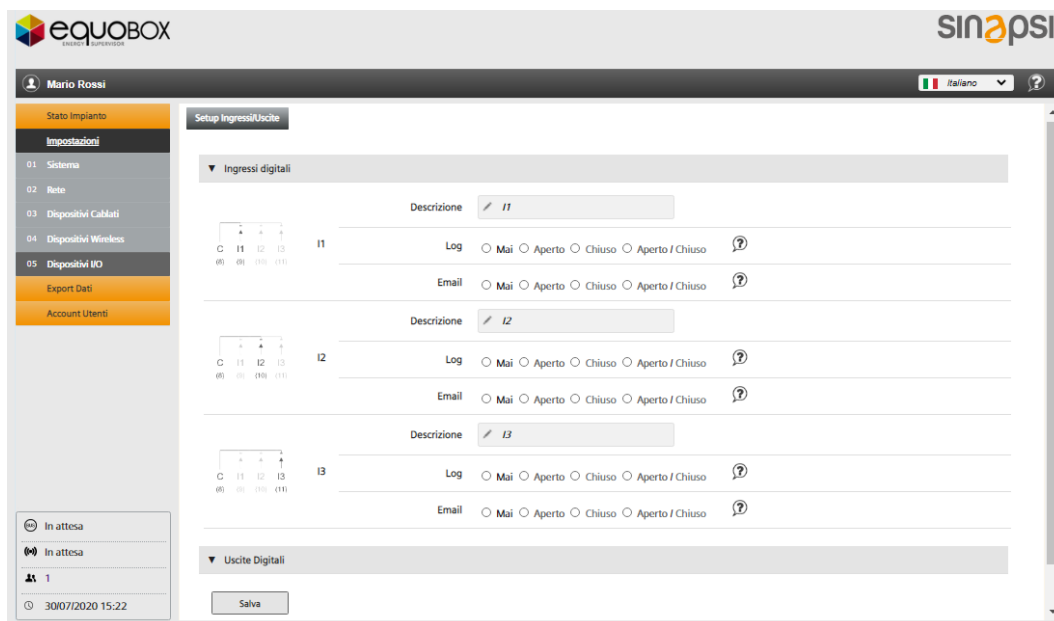 equoBOX
ENERGY SUPERVISOR
sinapsi
Mario Rossi
Italiano
Stato Impianto
Impostazioni
01 Sistema
02 Rete
03 Dispositivi Cablati
04 Dispositivi Wireless
05 Dispositivi I/O
Export Dati
Account Utenti
Setup Ingressi/Uscite
▼ Ingressi digitali
Descrizione I1
C I1 I2 I3
(8) (9) (10) (11)
I1
Log Mai Aperto Chiuso Aperto / Chiuso
Email Mai Aperto Chiuso Aperto / Chiuso
Descrizione I2
C I1 I2 I3
(8) (9) (10) (11)
I2
Log Mai Aperto Chiuso Aperto / Chiuso
Email Mai Aperto Chiuso Aperto / Chiuso
Descrizione I3
C I1 I2 I3
(8) (9) (10) (11)
I3
Log Mai Aperto Chiuso Aperto / Chiuso
Email Mai Aperto Chiuso Aperto / Chiuso
▼ Uscite Digitali
Salva
In attesa
In attesa
1
30/07/2020 15:22